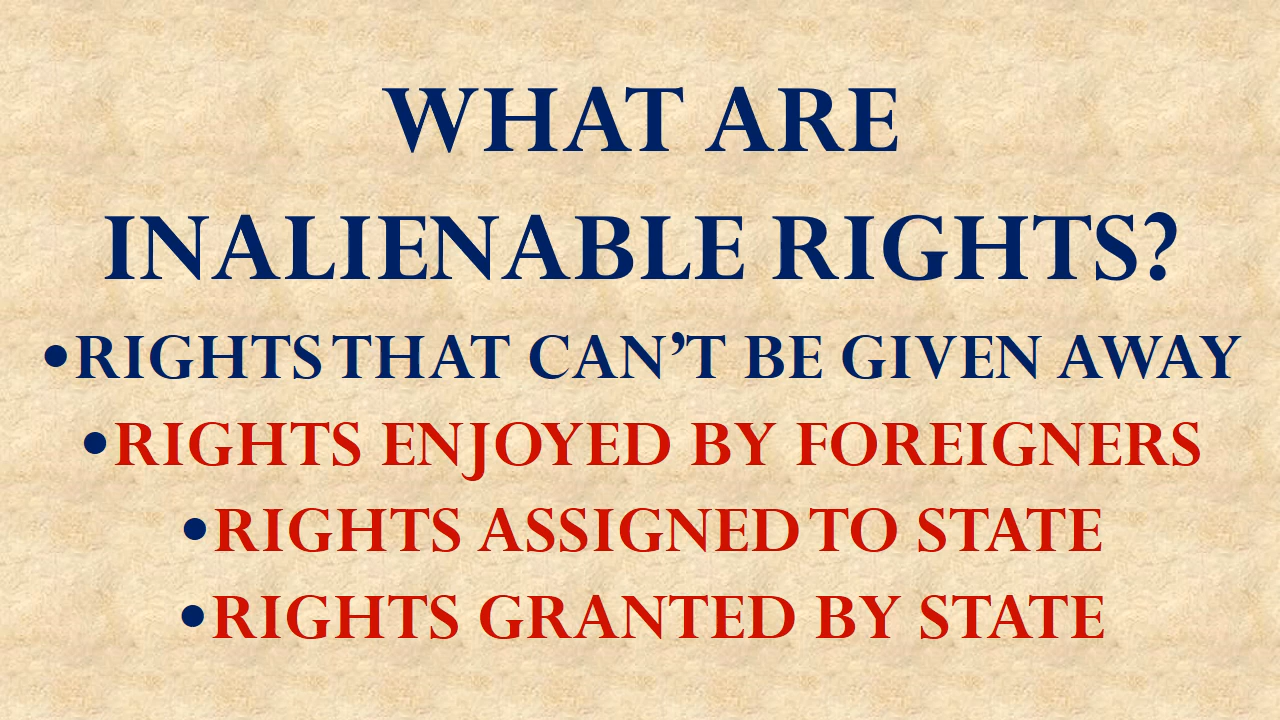 WHAT ARE
INALIENABLE RIGHTS?
•RIGHTS THAT CAN'T BE GIVEN AWAY
•RIGHTS ENJOYED BY FOREIGNERS
•RIGHTS ASSIGNED TO STATE
•RIGHTS GRANTED BY STATE